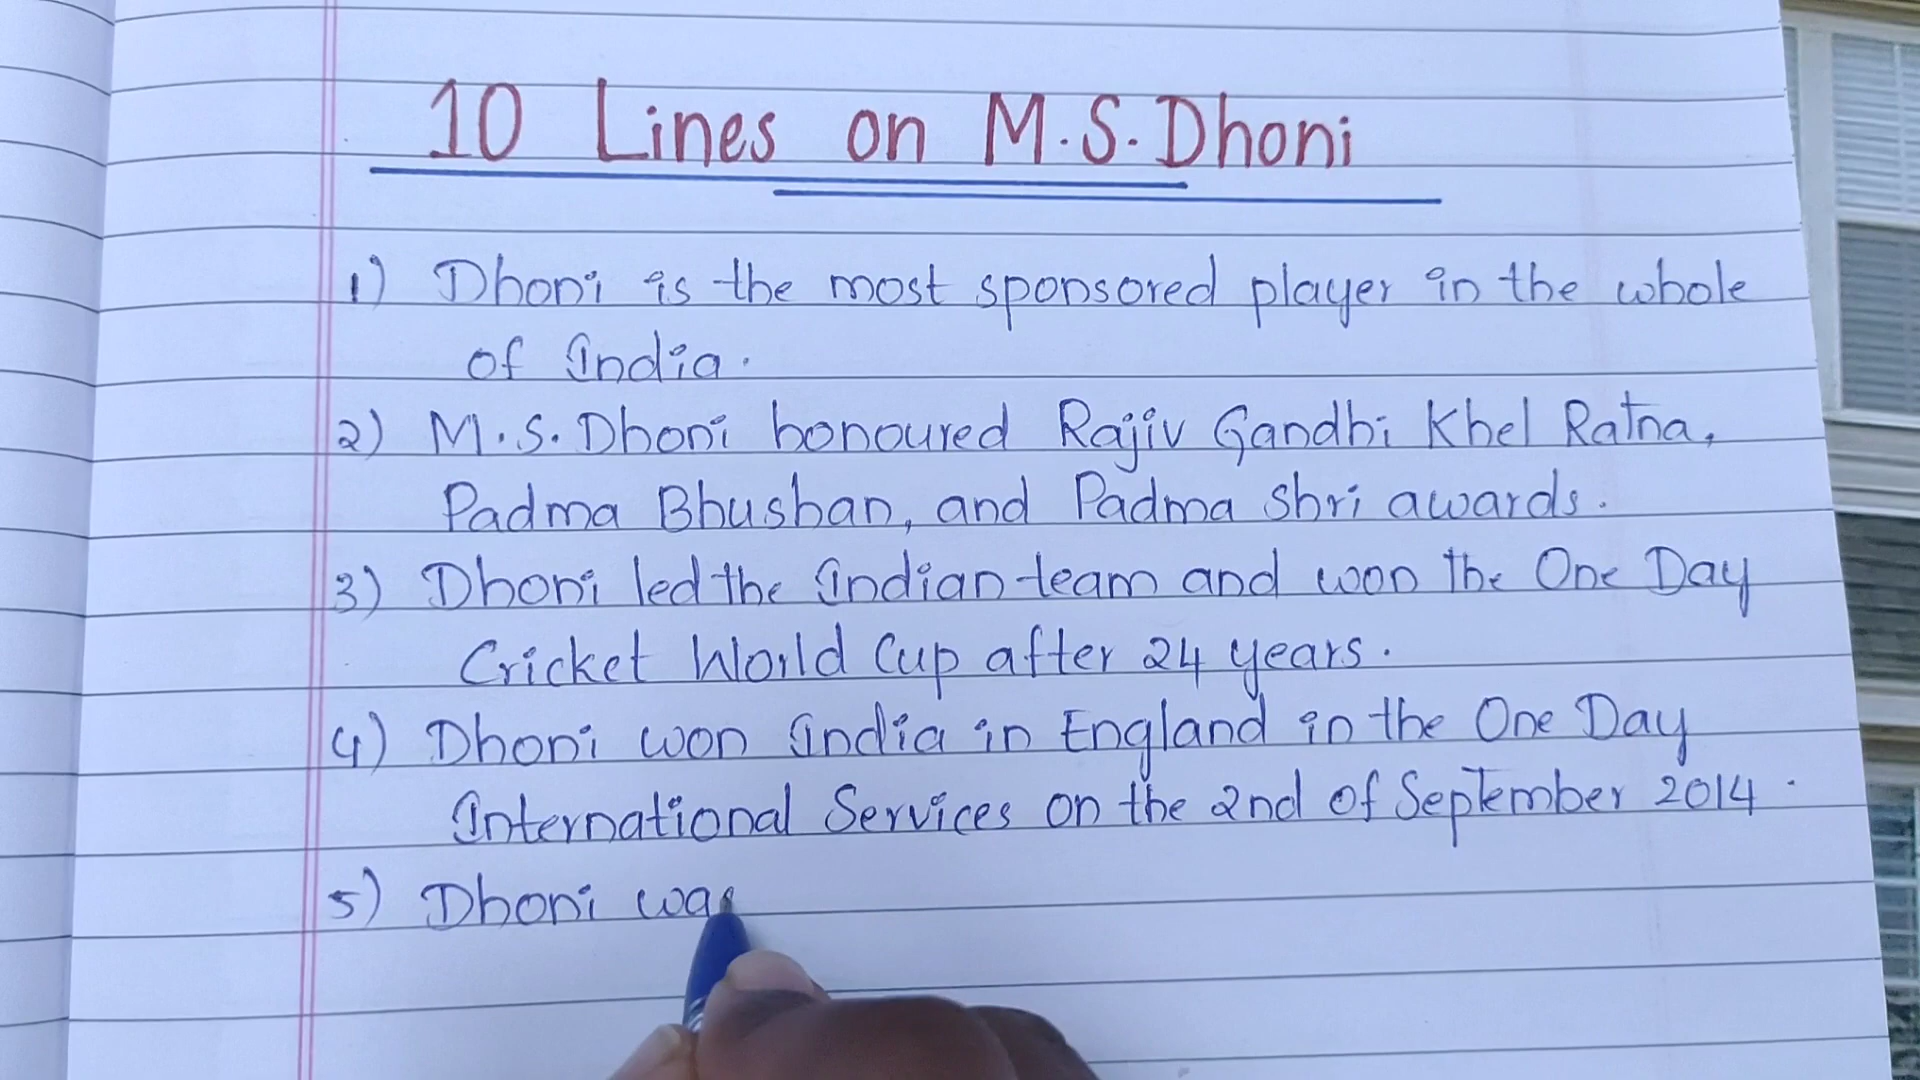 10 Lines on M.S.Dhoni
1) Dhoni is the most sponsored player in the whole
of India.
2) M.S.Dhoni honoured Rajiv Gandhi Khel Ratna,
Padma Bhushan, and Padma Shri awards.
3) Dhoni led the Indian team and won the One Day
Cricket World Cup after 24 years.
4) Dhoni won India in England in the One Day
International Services on the 2nd of September 2014.
5) Dhoni was